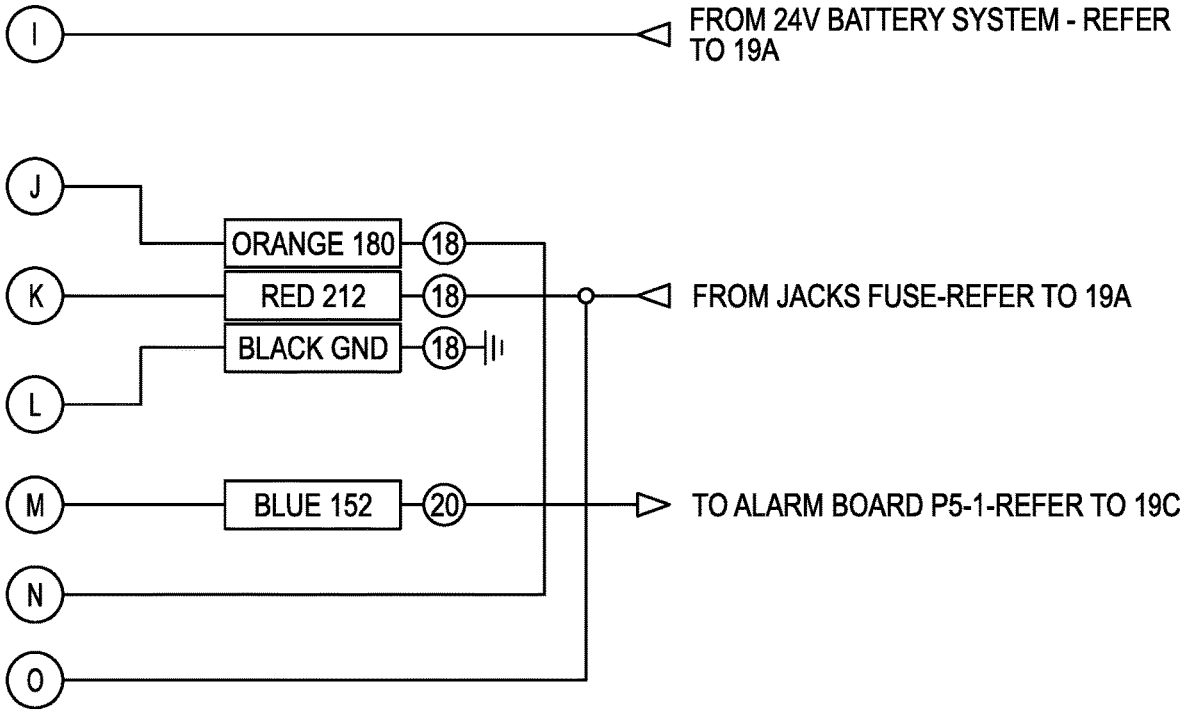 I
FROM 24V BATTERY SYSTEM - REFER
TO 19A
J
ORANGE 180 18
K RED 212 18 FROM JACKS FUSE-REFER TO 19A
BLACK GND 18
L
M BLUE 152 20 TO ALARM BOARD P5-1-REFER TO 19C
N
O